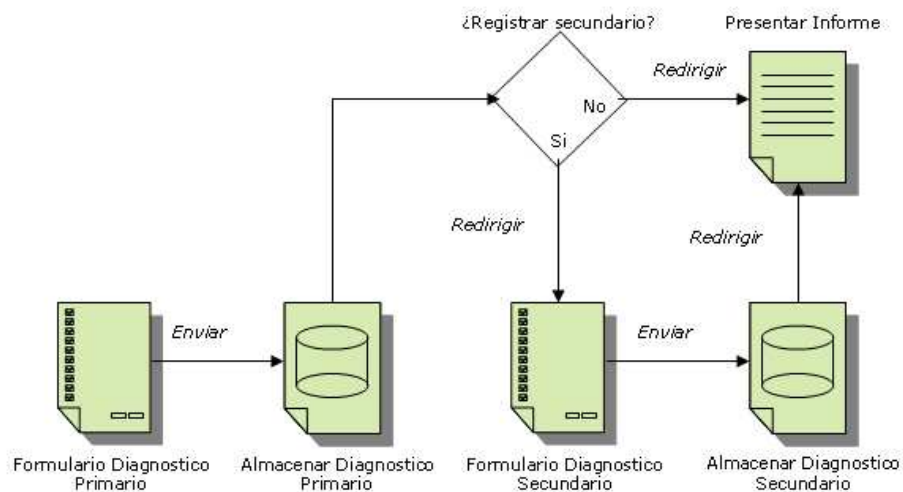 ¿Registrar secundario?
Presentar Informe
Redirigir
No
Si
Redirigir
Redirigir
Enviar
Enviar
Formulario Diagnostico
Primario
Almacenar Diagnostico
Primario
Formulario Diagnostico
Secundario
Almacenar Diagnostico
Secundario